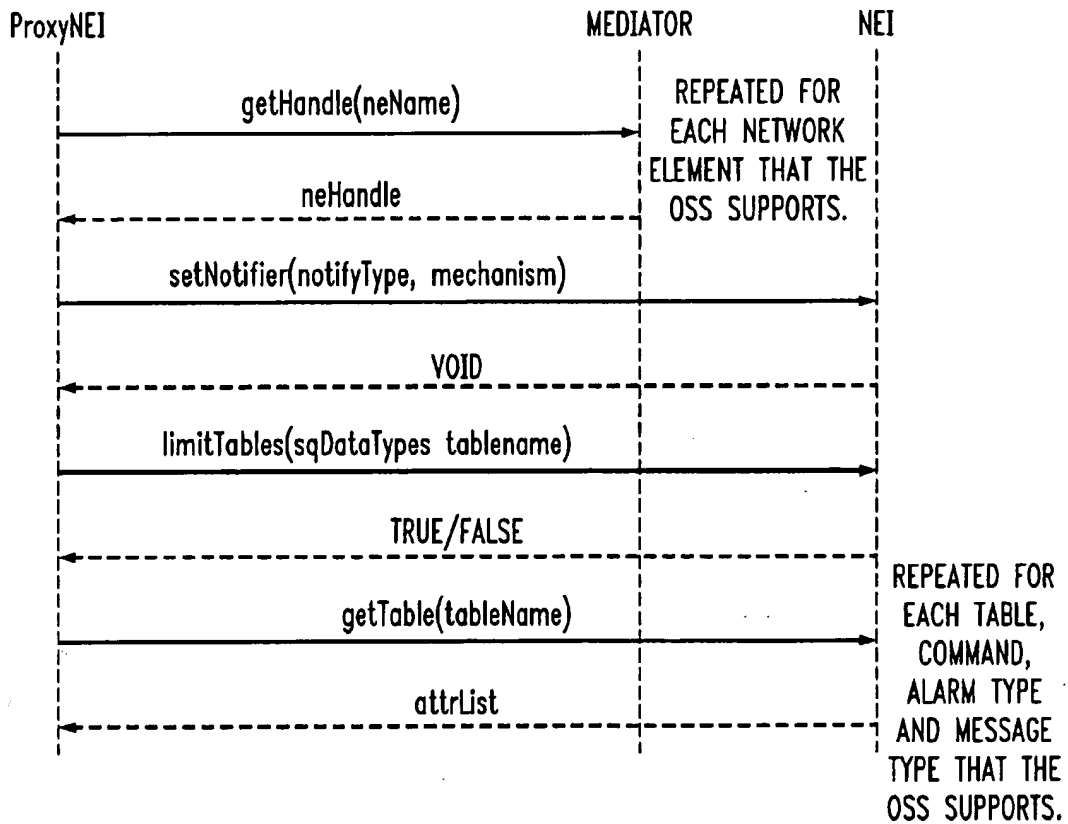 ProxyNEI
MEDIATOR
NEI
getHandle(neName)
REPEATED FOR
EACH NETWORK
ELEMENT THAT THE
OSS SUPPORTS.
neHandle
setNotifier(notifyType, mechanism)
VOID
limitTables(sqDataTypes tablename)
TRUE/FALSE
getTable(tableName)
attrList
REPEATED FOR
EACH TABLE,
COMMAND,
ALARM TYPE
AND MESSAGE
TYPE THAT THE
OSS SUPPORTS.